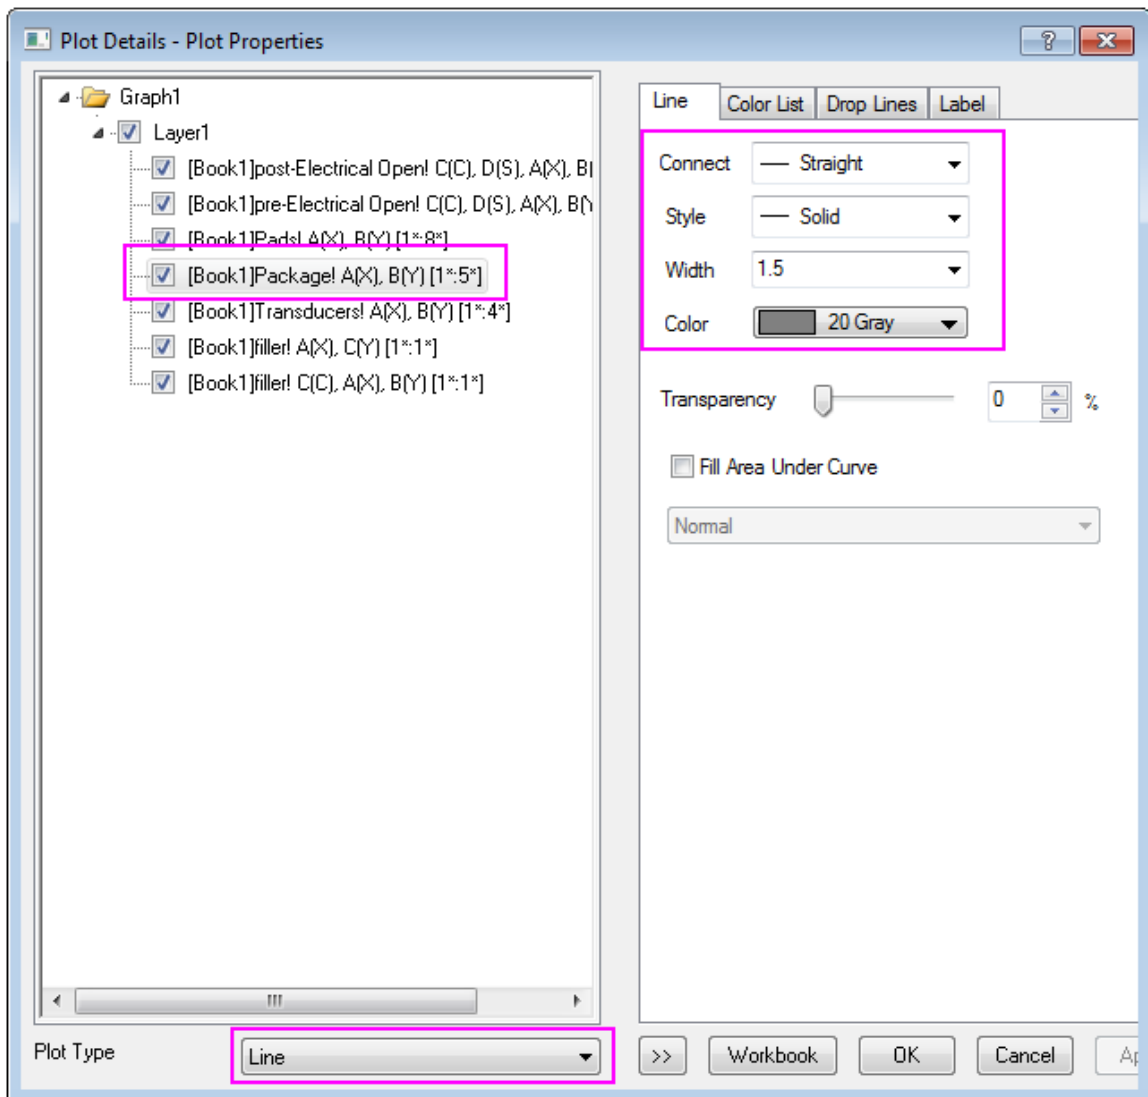 Plot Details - Plot Properties
Graph1
Layer1
[Book1]post-Electrical Open! C(C), D(S), A(X), B(
[Book1]pre-Electrical Open! C(C), D(S), A(X), B(Y
[Book1]Pads! A(X), B(Y) [1*:8*]
[Book1]Package! A(X), B(Y) [1*:5*]
[Book1]Transducers! A(X), B(Y) [1*:4*]
[Book1]filler! A(X), C(Y) [1*:1*]
[Book1]filler! C(C), A(X), B(Y) [1*:1*]
Plot Type
Line
Line Color List Drop Lines Label
Connect Straight
Style Solid
Width 1.5
Color 20 Gray
Transparency 0 %
Fill Area Under Curve
Normal
>> Workbook OK Cancel